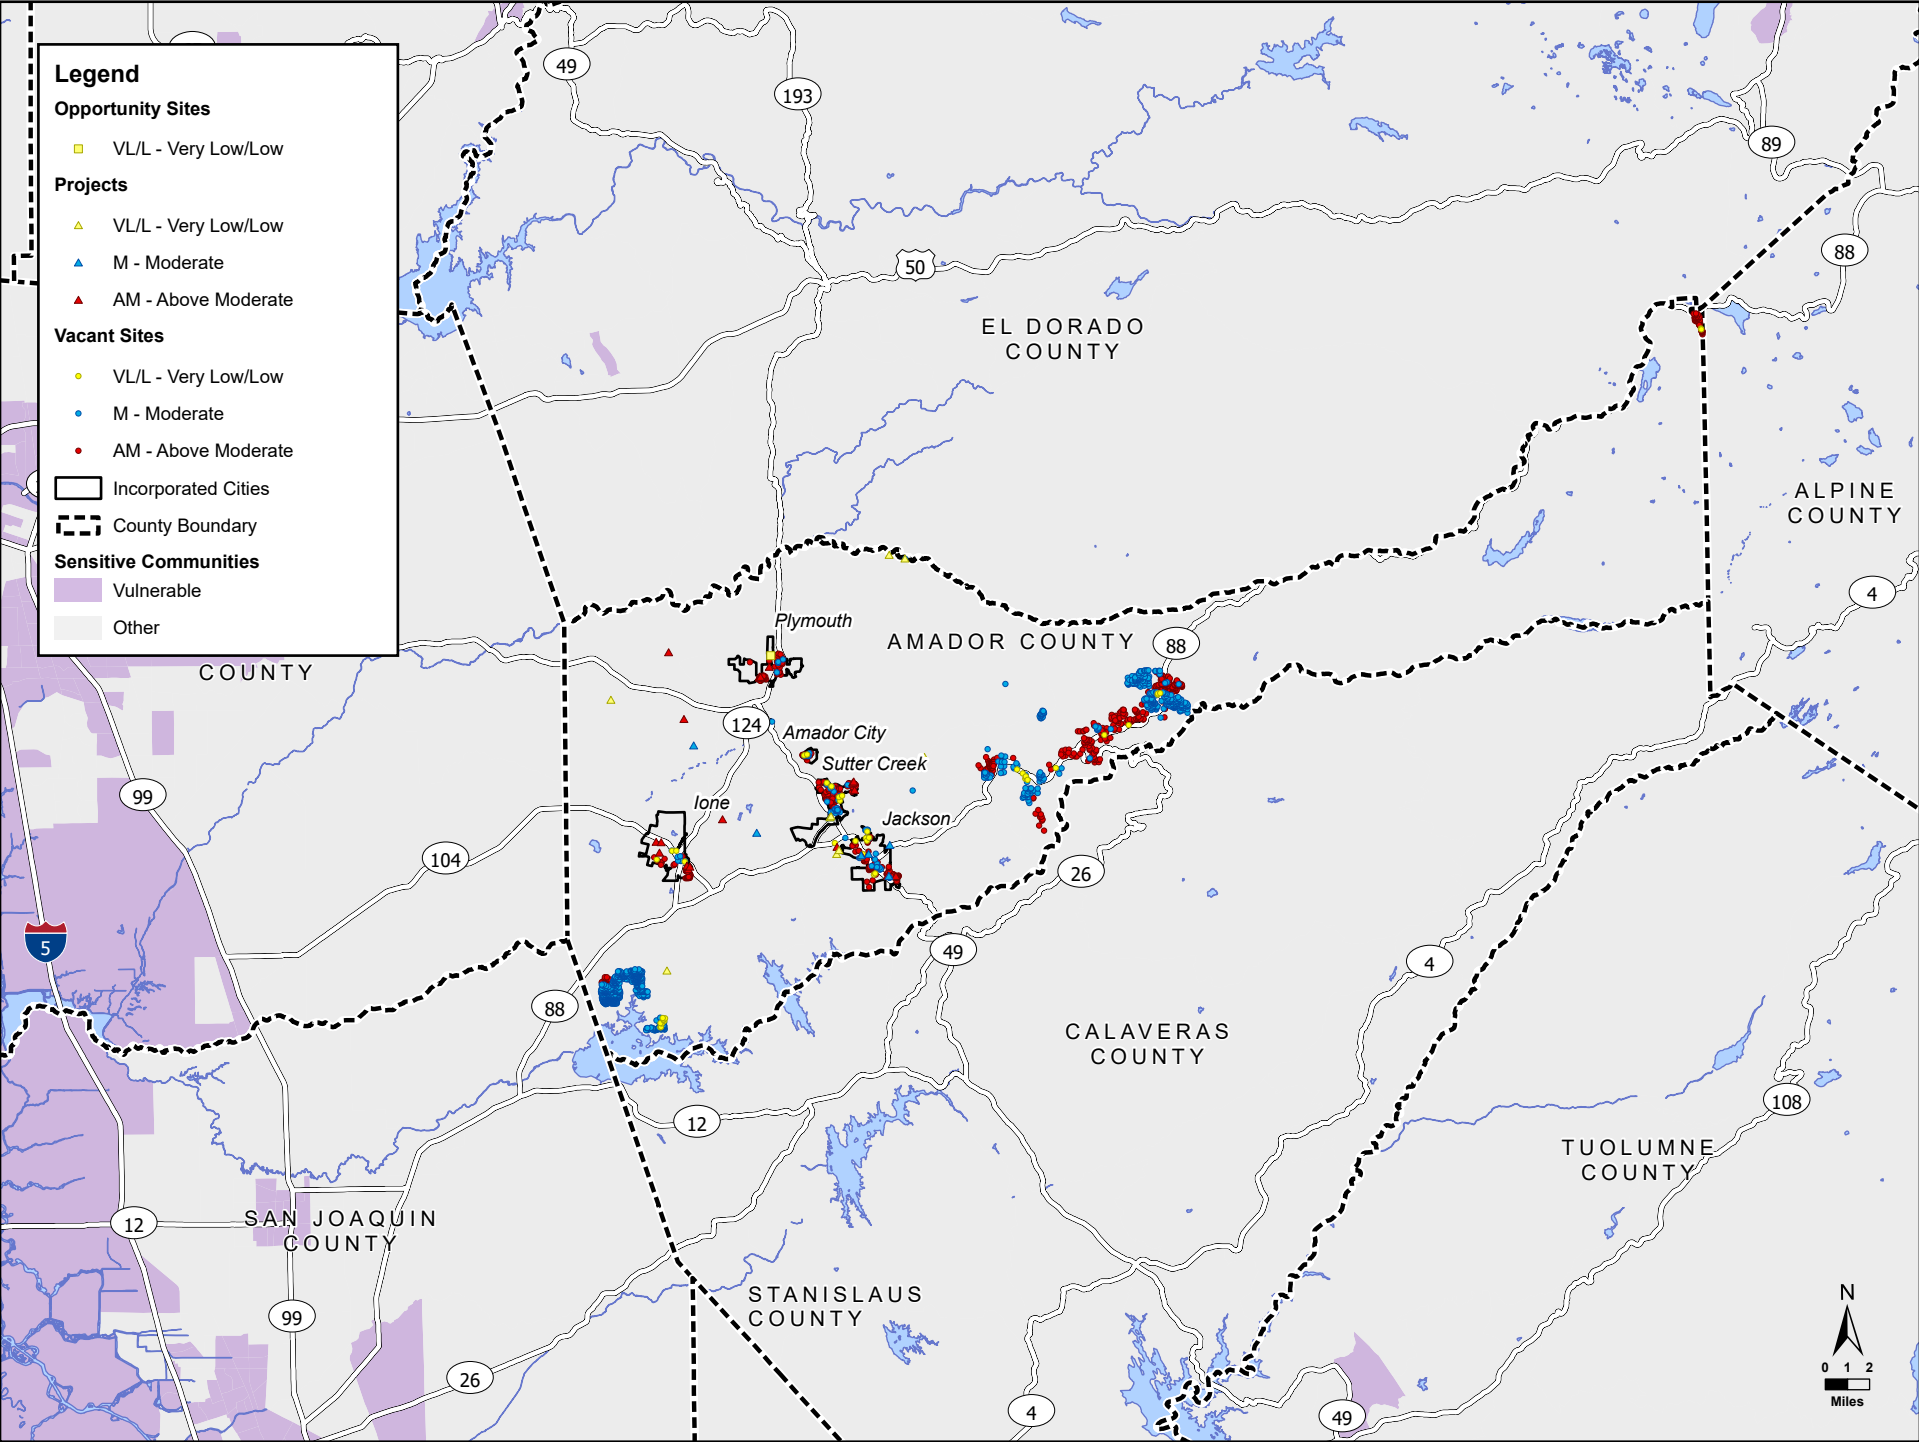 Legend
Opportunity Sites
VL/L - Very Low/Low
Projects
VL/L - Very Low/Low
M - Moderate
AM - Above Moderate
Vacant Sites
VL/L - Very Low/Low
M - Moderate
AM - Above Moderate
Incorporated Cities
County Boundary
Sensitive Communities
Vulnerable
Other
49
193
89
50
88
EL DORADO
COUNTY
ALPINE
COUNTY
4
Plymouth
AMADOR COUNTY
88
COUNTY
124
Amador City
Sutter Creek
99
Ione
Jackson
104
26
5
49
4
88
CALAVERAS
COUNTY
12
108
TUOLUMNE
COUNTY
12
SAN JOAQUIN
COUNTY
STANISLAUS
COUNTY
99
26
4
49
N
0 1 2
Miles